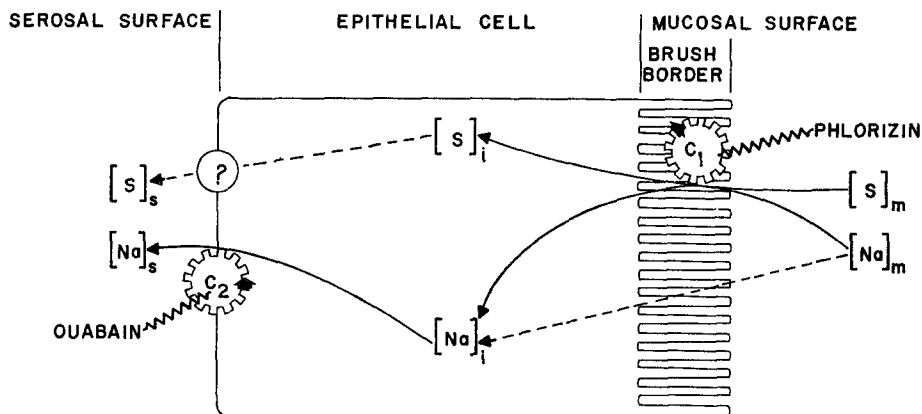 SEROSAL SURFACE
EPITHELIAL CELL
MUCOSAL SURFACE
BRUSH
BORDER
C1
PHLORIZIN
[S]i
[S]s
?
[S]m
[Na]s
[Na]m
C2
OUABAIN
[Na]i